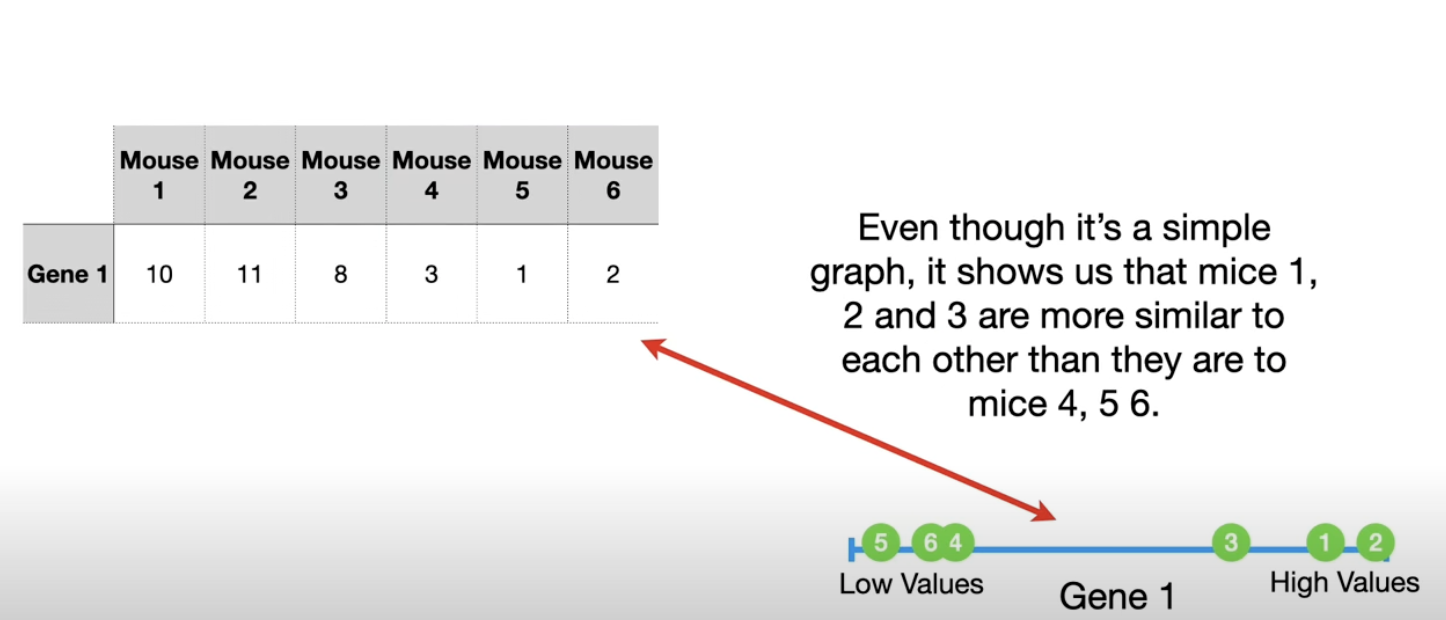 Mouse 1 Mouse 2 Mouse 3 Mouse 4 Mouse 5 Mouse 6
Gene 1 10 11 8 3 1 2
Even though it’s a simple
graph, it shows us that mice 1,
2 and 3 are more similar to
each other than they are to
mice 4, 5 6.
5 6 4 3 1 2
Low Values Gene 1 High Values